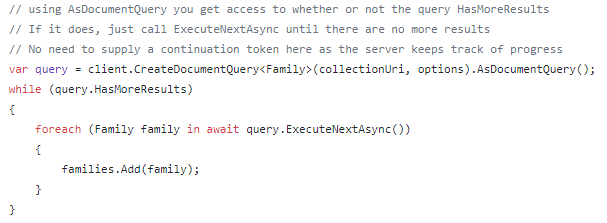 // using AsDocumentQuery you get access to whether or not the query HasMoreResults
// If it does, just call ExecuteNextAsync until there are no more results
// No need to supply a continuation token here as the server keeps track of progress
var query = client.CreateDocumentQuery<Family>(collectionUri, options).AsDocumentQuery();
while (query.HasMoreResults)
{
    foreach (Family family in await query.ExecuteNextAsync())
    {
        families.Add(family);
    }
}